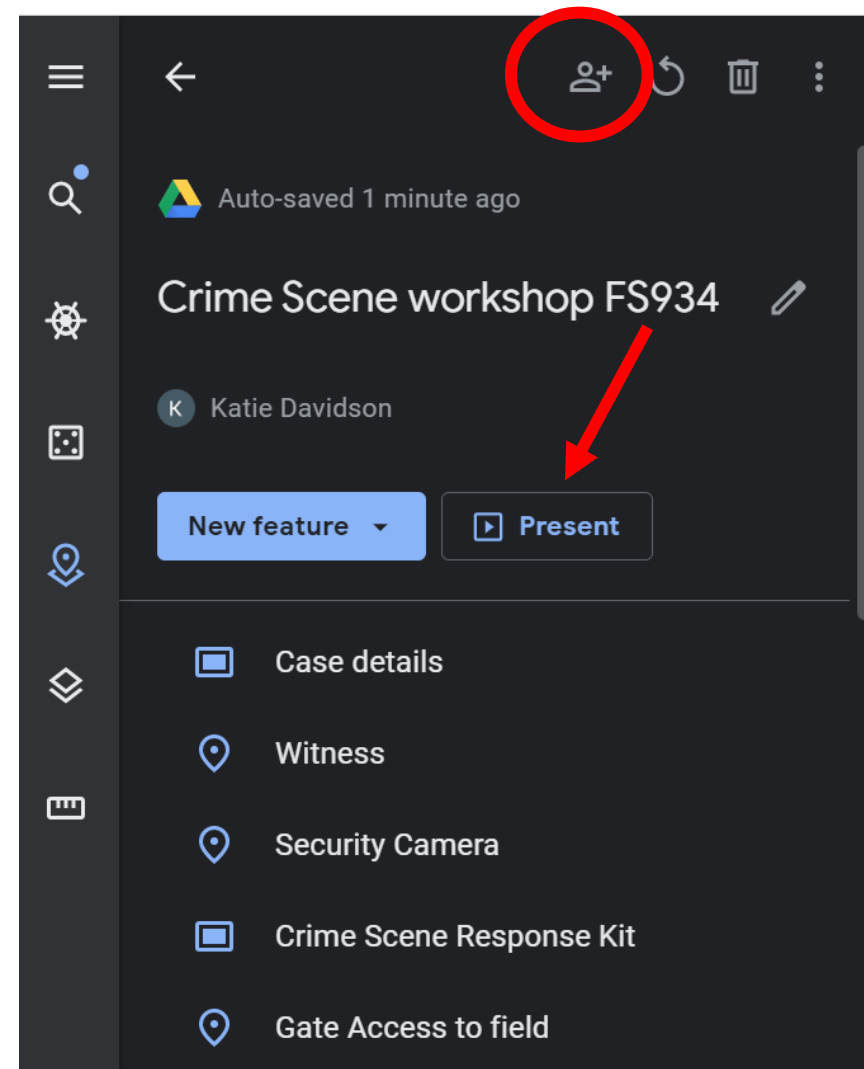 Auto-saved 1 minute ago
Crime Scene workshop FS934
K Katie Davidson
New feature
Present
Case details
Witness
Security Camera
Crime Scene Response Kit
Gate Access to field